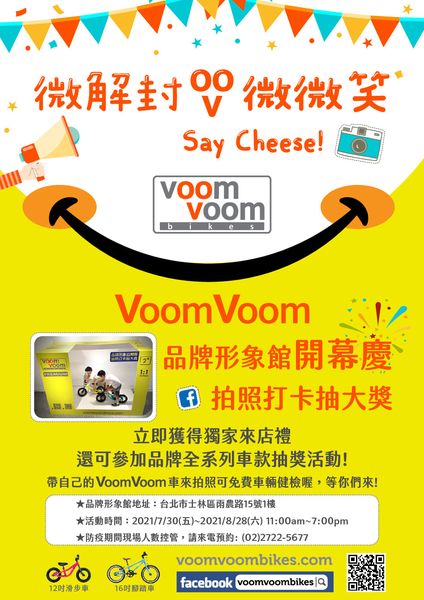 微解封 微微笑
Say Cheese!
voom
voom
bikes
VoomVoom
品牌形象館開幕慶
拍照打卡抽大獎
立即獲得獨家來店禮
還可參加品牌全系列車款抽獎活動!
帶自己的VoomVoom車來拍照可免費車輛健檢喔，等你們來!
★品牌形象館地址：台北市士林區雨農路15號1樓
★活動時間：2021/7/30(五)~2021/8/28(六) 11:00am~7:00pm
★防疫期間現場人數控管，請來電預約: (02)2722-5677
voomvoombikes.com
facebook voomvoombikes
12吋滑步車
16吋腳踏車